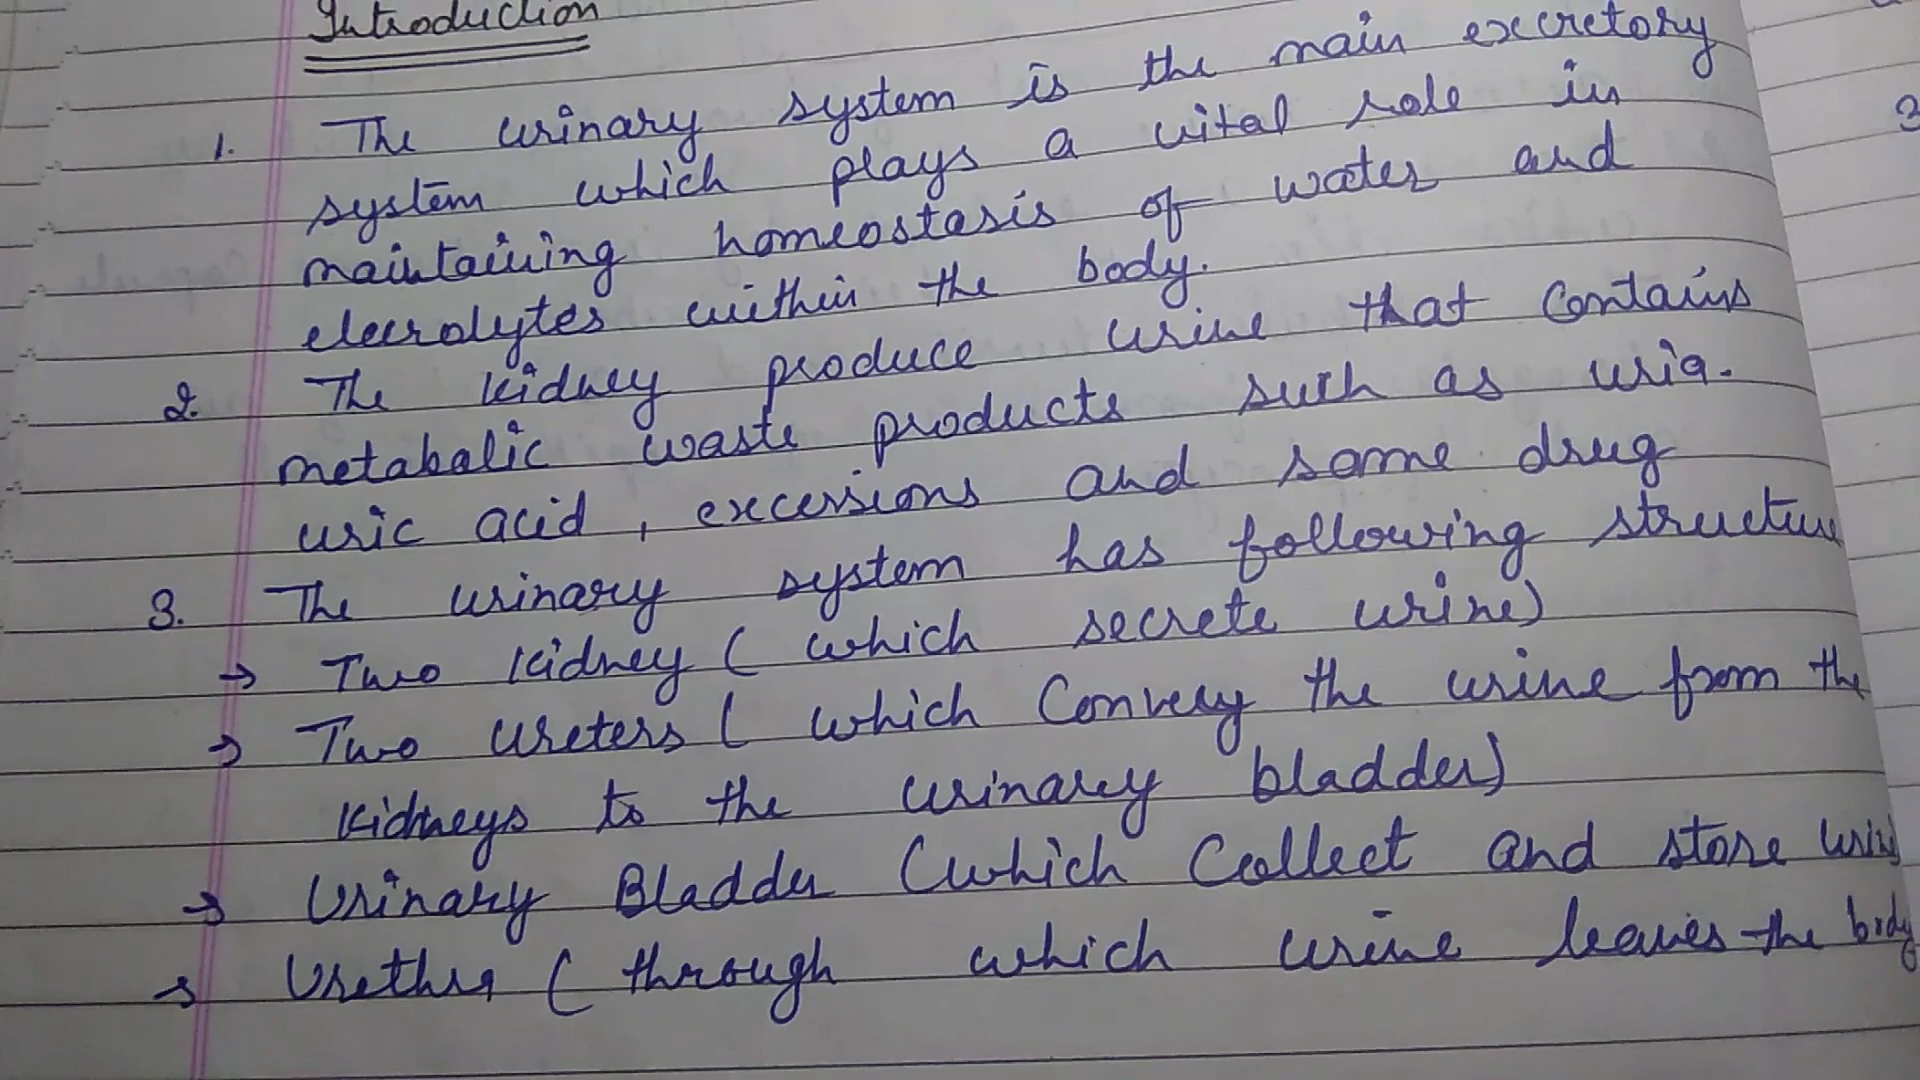 Introduction
1. The urinary system is the main excretory
system which plays a vital role in
maintaining homeostasis of water and
elecrolytes within the body.
2. The kidney produce urine that contains
metabalic waste products such as uria.
uric acid, excersions and some drug
3. The urinary system has following structure
→ Two kidney ( which secrete urine)
→ Two ureters ( which Convey the urine from the
kidneys to the urinary bladder)
→ Urinary Bladder (which Collect and store
→ Urethra ( through which urine leaves the body
3